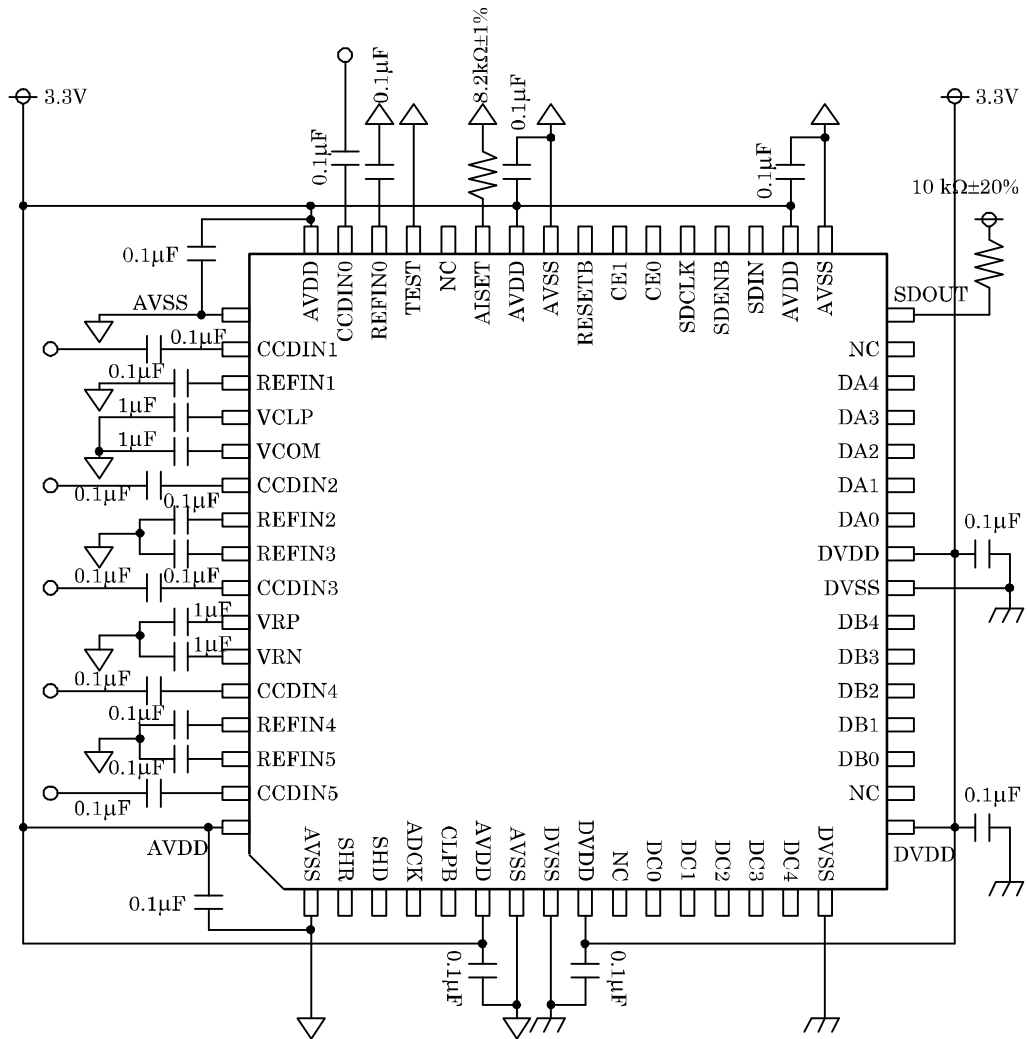 3.3V
0.1µF
0.1µF
8.2kΩ±1%
0.1µF
0.1µF
3.3V
10 kΩ±20%
0.1µF
AVDD
CCDIN0
REFIN0
TEST
NC
AISET
AVDD
AVSS
RESETB
CE1
CE0
SDCLK
SDENB
SDIN
AVDD
AVSS
AVSS
SDOUT
0.1µF
CCDIN1
NC
0.1µF
REFIN1
DA4
1µF
VCLP
DA3
1µF
VCOM
DA2
0.1µF
CCDIN2
DA1
0.1µF
REFIN2
DA0
0.1µF
REFIN3
DVDD
0.1µF
0.1µF
CCDIN3
DVSS
1µF
VRP
DB4
1µF
VRN
DB3
0.1µF
CCDIN4
DB2
0.1µF
REFIN4
DB1
0.1µF
REFIN5
DB0
0.1µF
CCDIN5
NC
0.1µF
AVDD
DVDD
AVSS
SHR
SHD
ADCK
CLPB
AVDD
AVSS
DVSS
DVDD
NC
DC0
DC1
DC2
DC3
DC4
DVSS
0.1µF
0.1µF
0.1µF